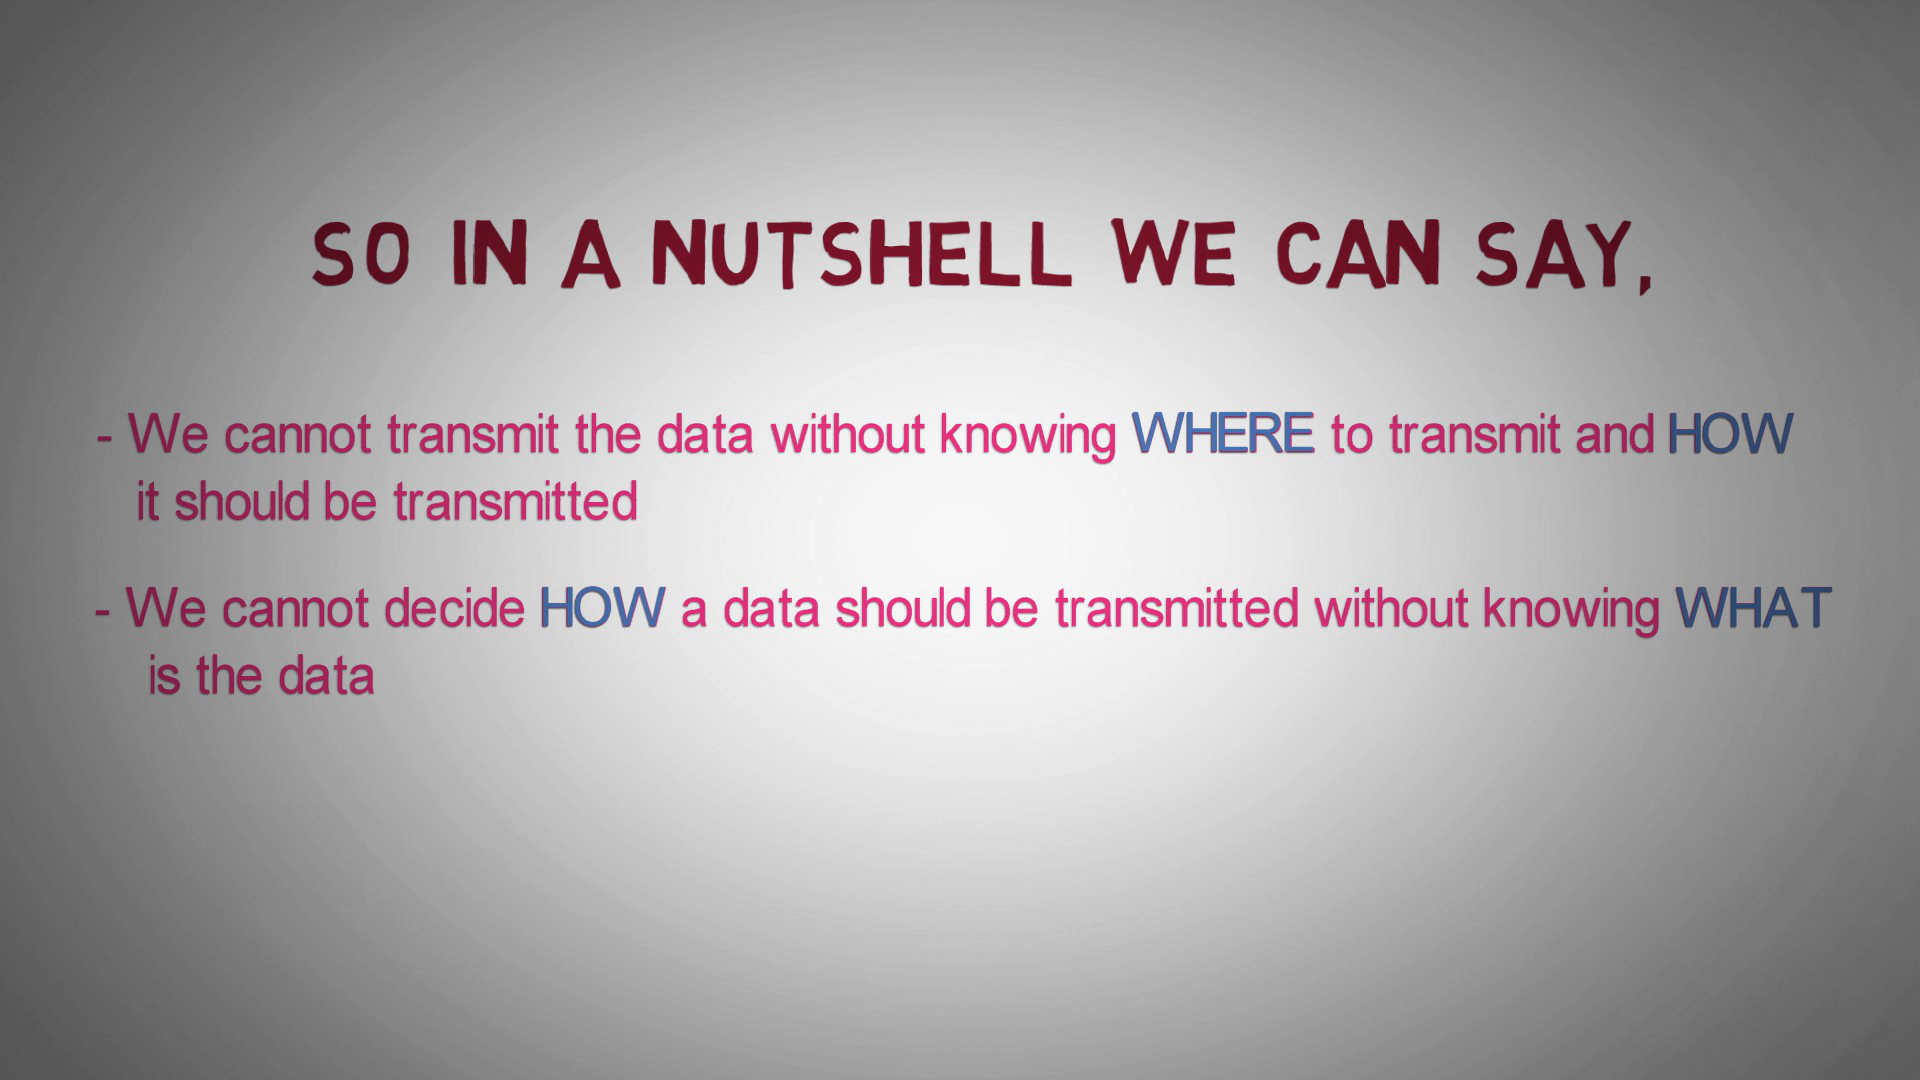 SO IN A NUTSHELL WE CAN SAY,
- We cannot transmit the data without knowing WHERE to transmit and HOW
it should be transmitted
- We cannot decide HOW a data should be transmitted without knowing WHAT
is the data